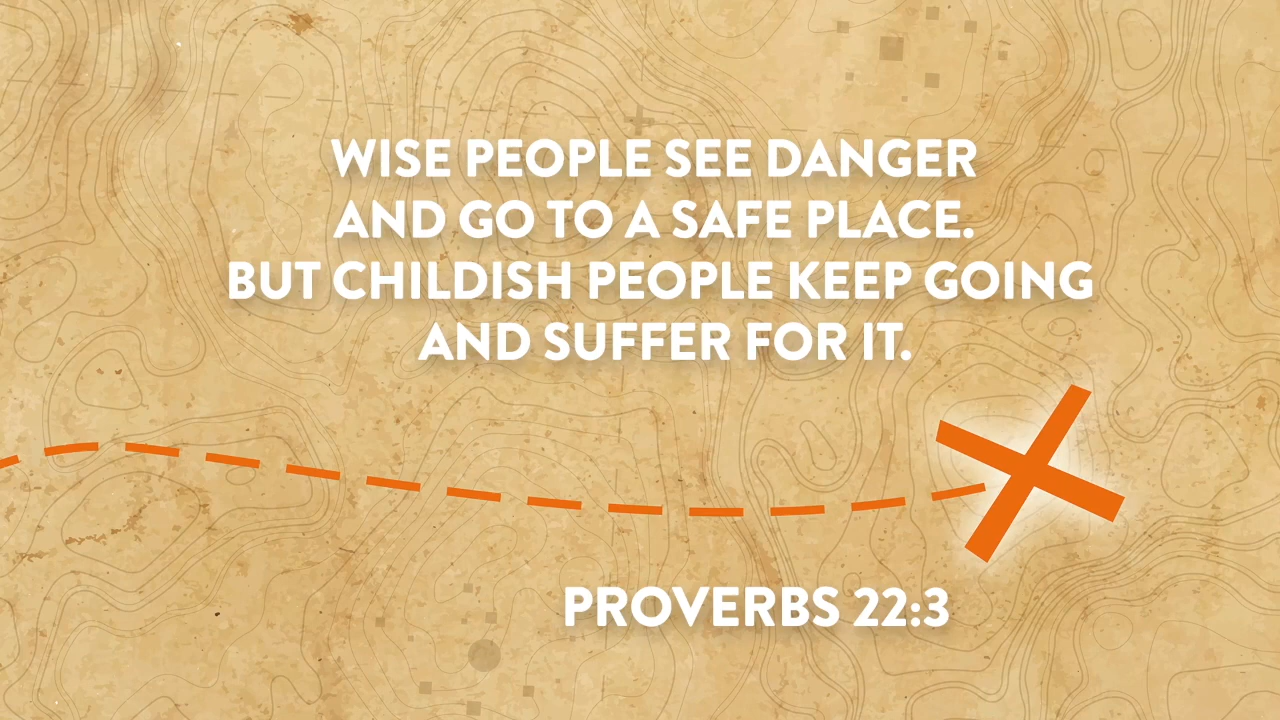 WISE PEOPLE SEE DANGER
AND GO TO A SAFE PLACE.
BUT CHILDISH PEOPLE KEEP GOING
AND SUFFER FOR IT.
PROVERBS 22:3